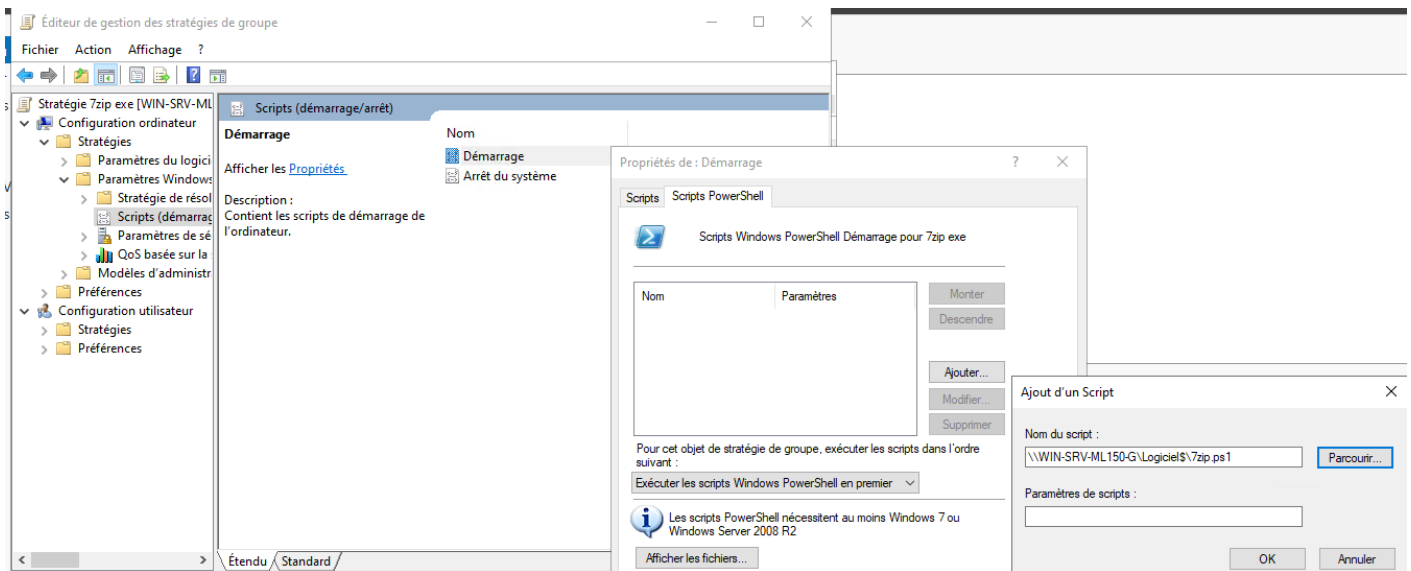 Éditeur de gestion des stratégies de groupe
Fichier Action Affichage ?
Stratégie 7zip exe [WIN-SRV-ML
Configuration ordinateur
Stratégies
Paramètres du logici
Paramètres Windows
Stratégie de résol
Scripts (démarrag
Paramètres de sé
QoS basée sur la
Modèles d'administr
Préférences
Configuration utilisateur
Stratégies
Préférences
Scripts (démarrage/arrêt)
Démarrage
Afficher les Propriétés
Description :
Contient les scripts de démarrage de
l'ordinateur.
Nom
Démarrage
Arrêt du système
Étendu Standard
Propriétés de : Démarrage ?
Scripts Scripts PowerShell
Scripts Windows PowerShell Démarrage pour 7zip exe
Nom Paramètres
Monter
Descendre
Ajouter...
Modifier...
Supprimer
Pour cet objet de stratégie de groupe, exécuter les scripts dans l'ordre
suivant :
Exécuter les scripts Windows PowerShell en premier
Les scripts PowerShell nécessitent au moins Windows 7 ou
Windows Server 2008 R2
Afficher les fichiers...
Ajout d'un Script
Nom du script :
\\WIN-SRV-ML150-G\Logiciel$\7zip.ps1 Parcourir...
Paramètres de scripts :
OK Annuler